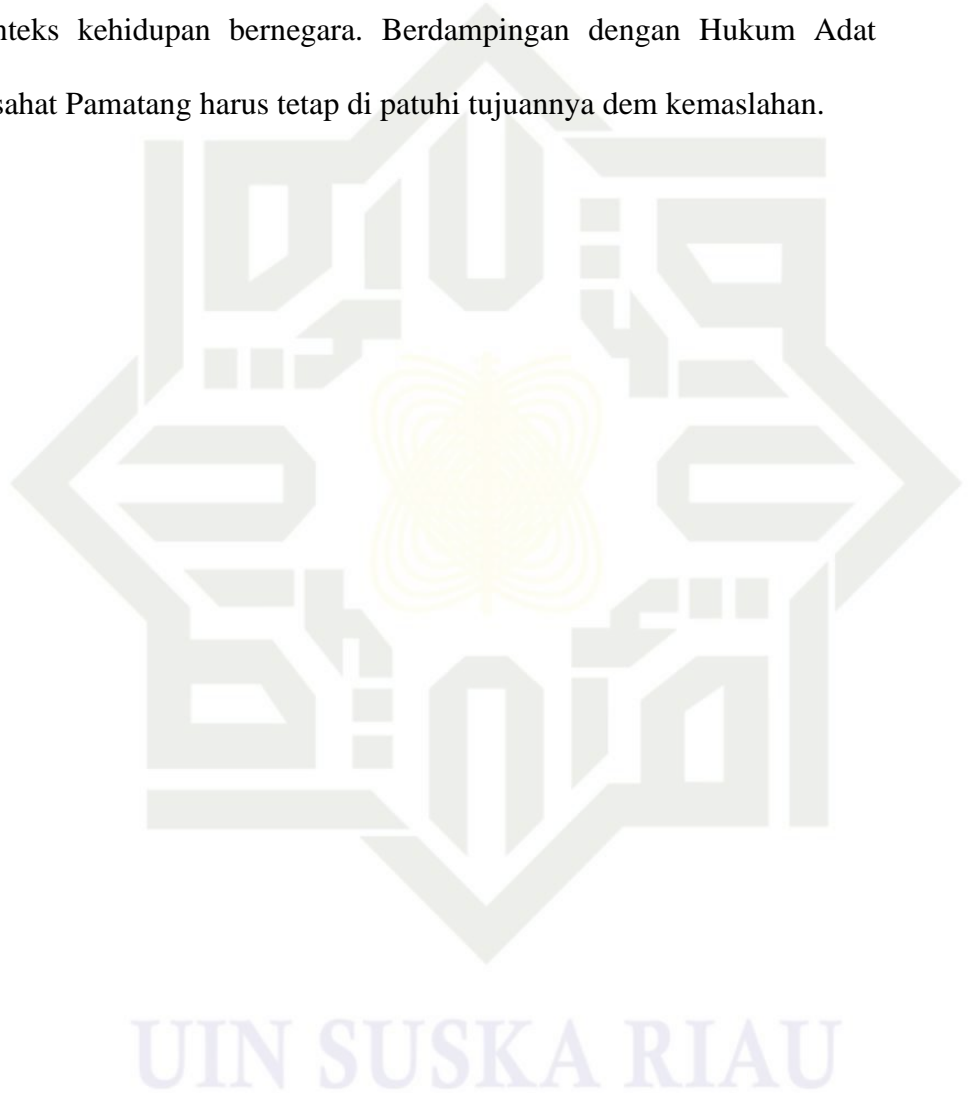 nteks kehidupan bernegara. Berdampingan dengan Hukum Adat
sahat Pamatang harus tetap di patuhi tujuannya dem kemaslahan.
UIN SUSKA RIAU